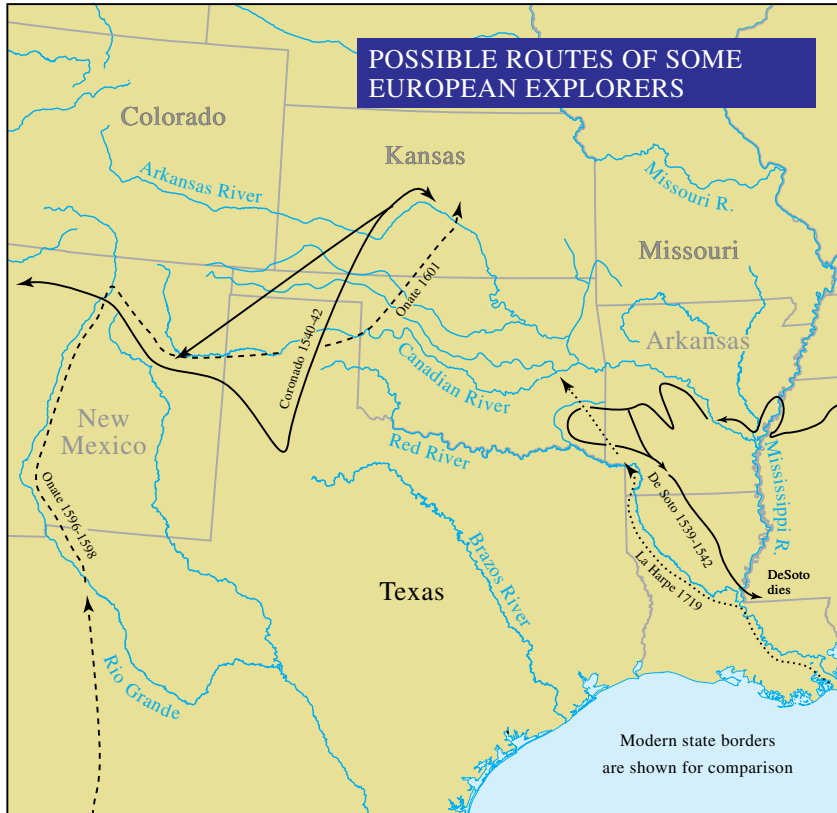 POSSIBLE ROUTES OF SOME
EUROPEAN EXPLORERS
Colorado
Kansas
Arkansas River
Missouri R.
Missouri
Onate 1601
Coronado 1540-42
Arkansas
Canadian River
New
Mexico
Red River
Mississippi R.
Onate 1596-1598
De Soto 1539-1542
Brazos River
La Harpe 1719
DeSoto
dies
Texas
Rio Grande
Modern state borders
are shown for comparison